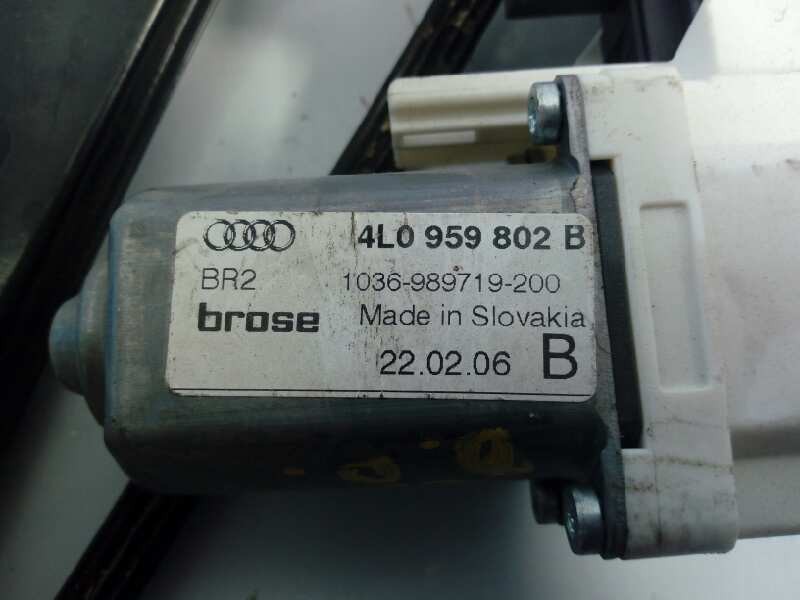 4L0 959 802 B
BR2 1036-989719-200
brose Made in Slovakia
22.02.06 B